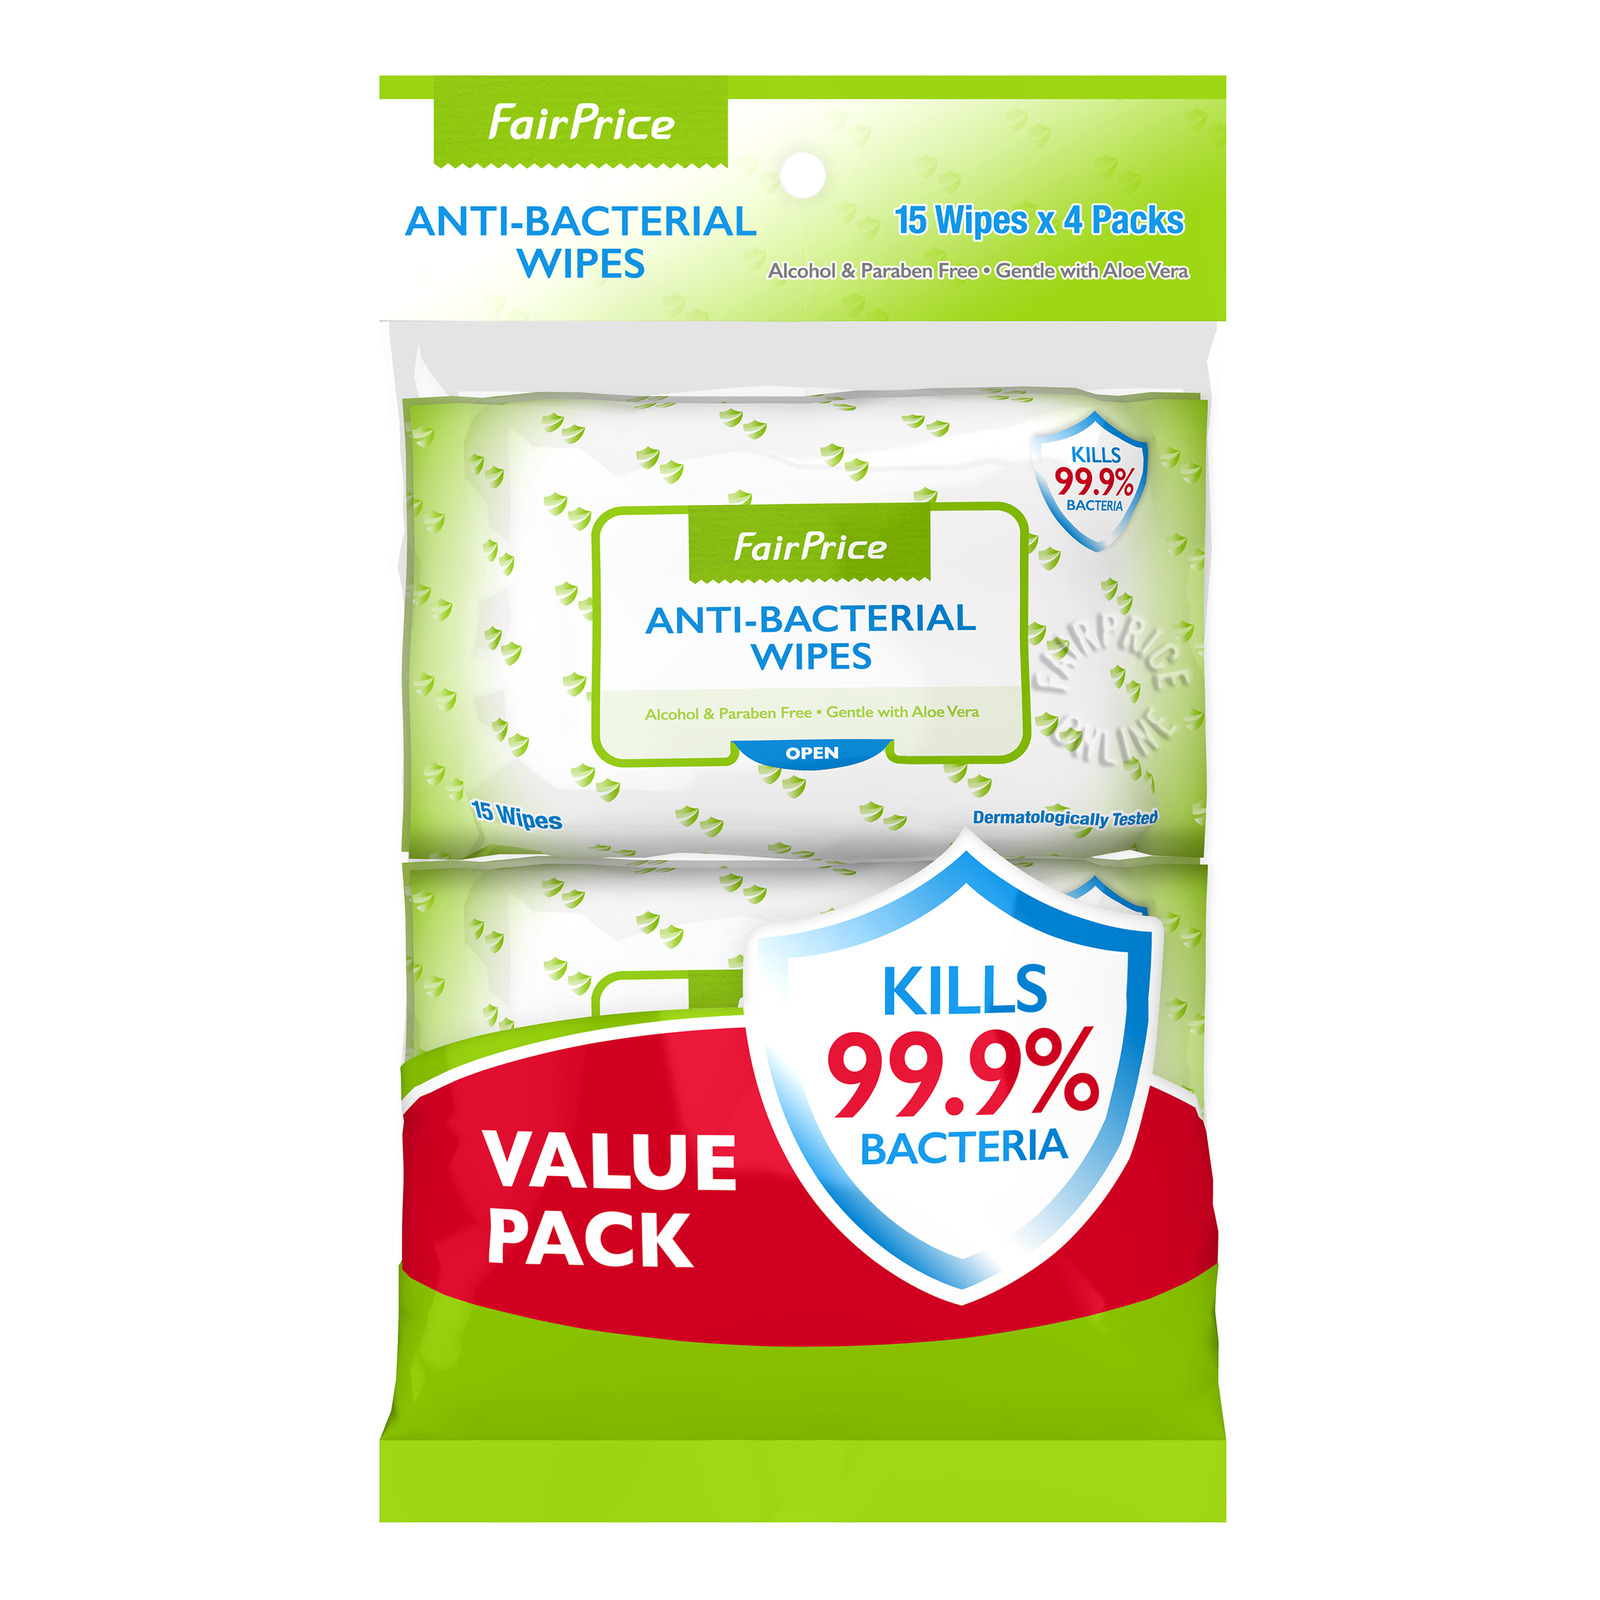 FairPrice
ANTI-BACTERIAL
WIPES
15 Wipes x 4 Packs
Alcohol & Paraben Free • Gentle with Aloe Vera
KILLS
99.9%
BACTERIA
FairPrice
ANTI-BACTERIAL
WIPES
Alcohol & Paraben Free • Gentle with Aloe Vera
OPEN
FAIRPRICE
CYLINE
15 Wipes
Dermatologically Tested
KILLS
99.9%
BACTERIA
VALUE
PACK